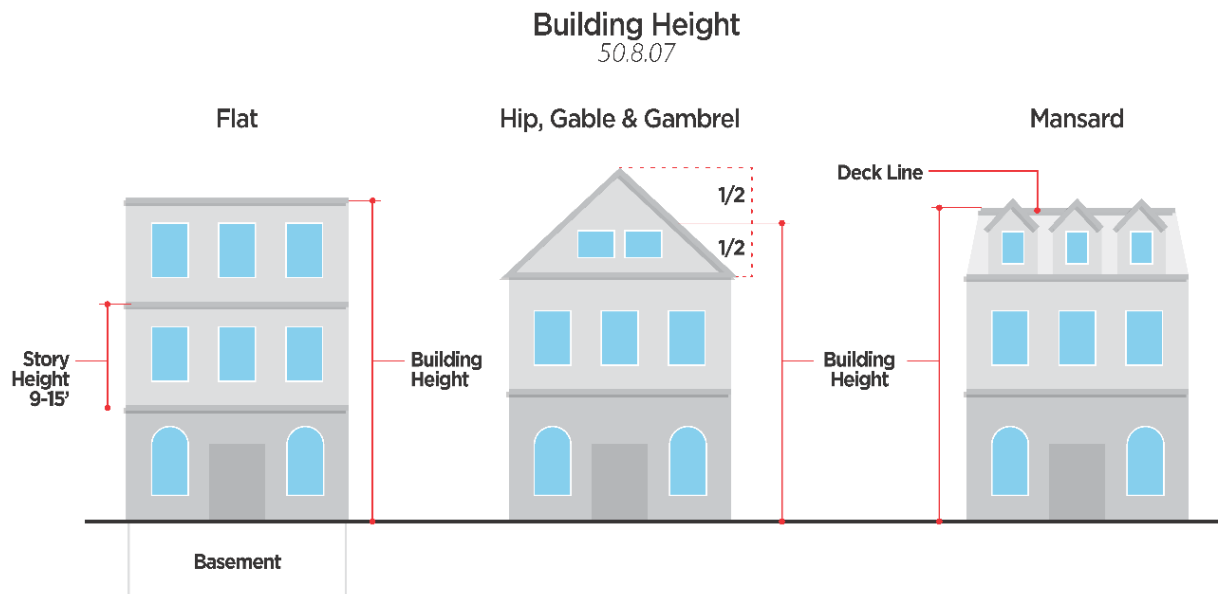 Building Height
50.8.07
Flat
Hip, Gable & Gambrel
Mansard
Deck Line
1/2
1/2
Story
Height
9-15'
Building
Height
Building
Height
Basement